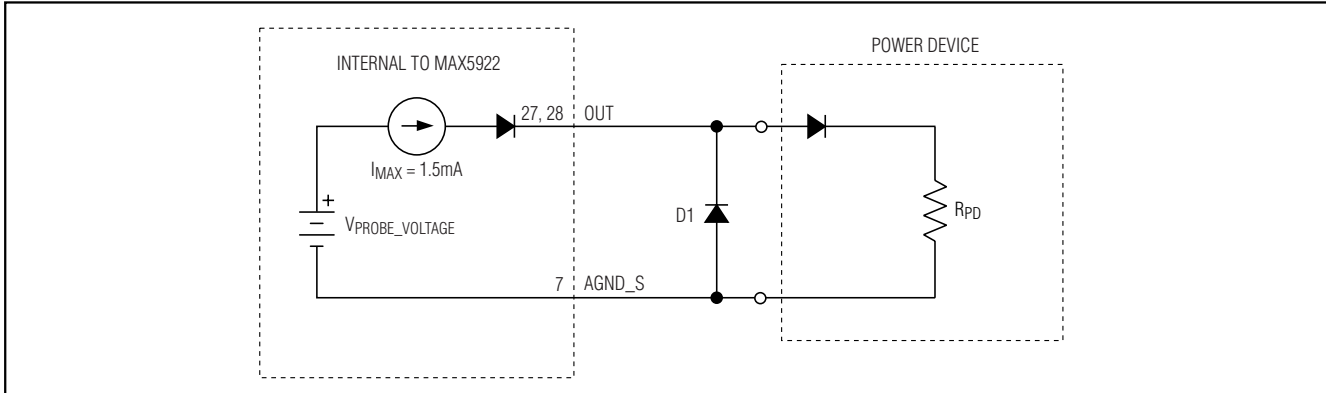 INTERNAL TO MAX5922
POWER DEVICE
27, 28 OUT
IMAX = 1.5mA
+
VPROBE_VOLTAGE
D1
RPD
7 AGND_S